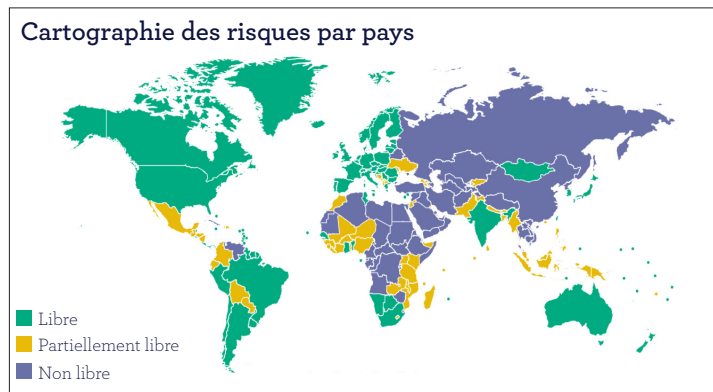 Cartographie des risques par pays
Libre
Partiellement libre
Non libre